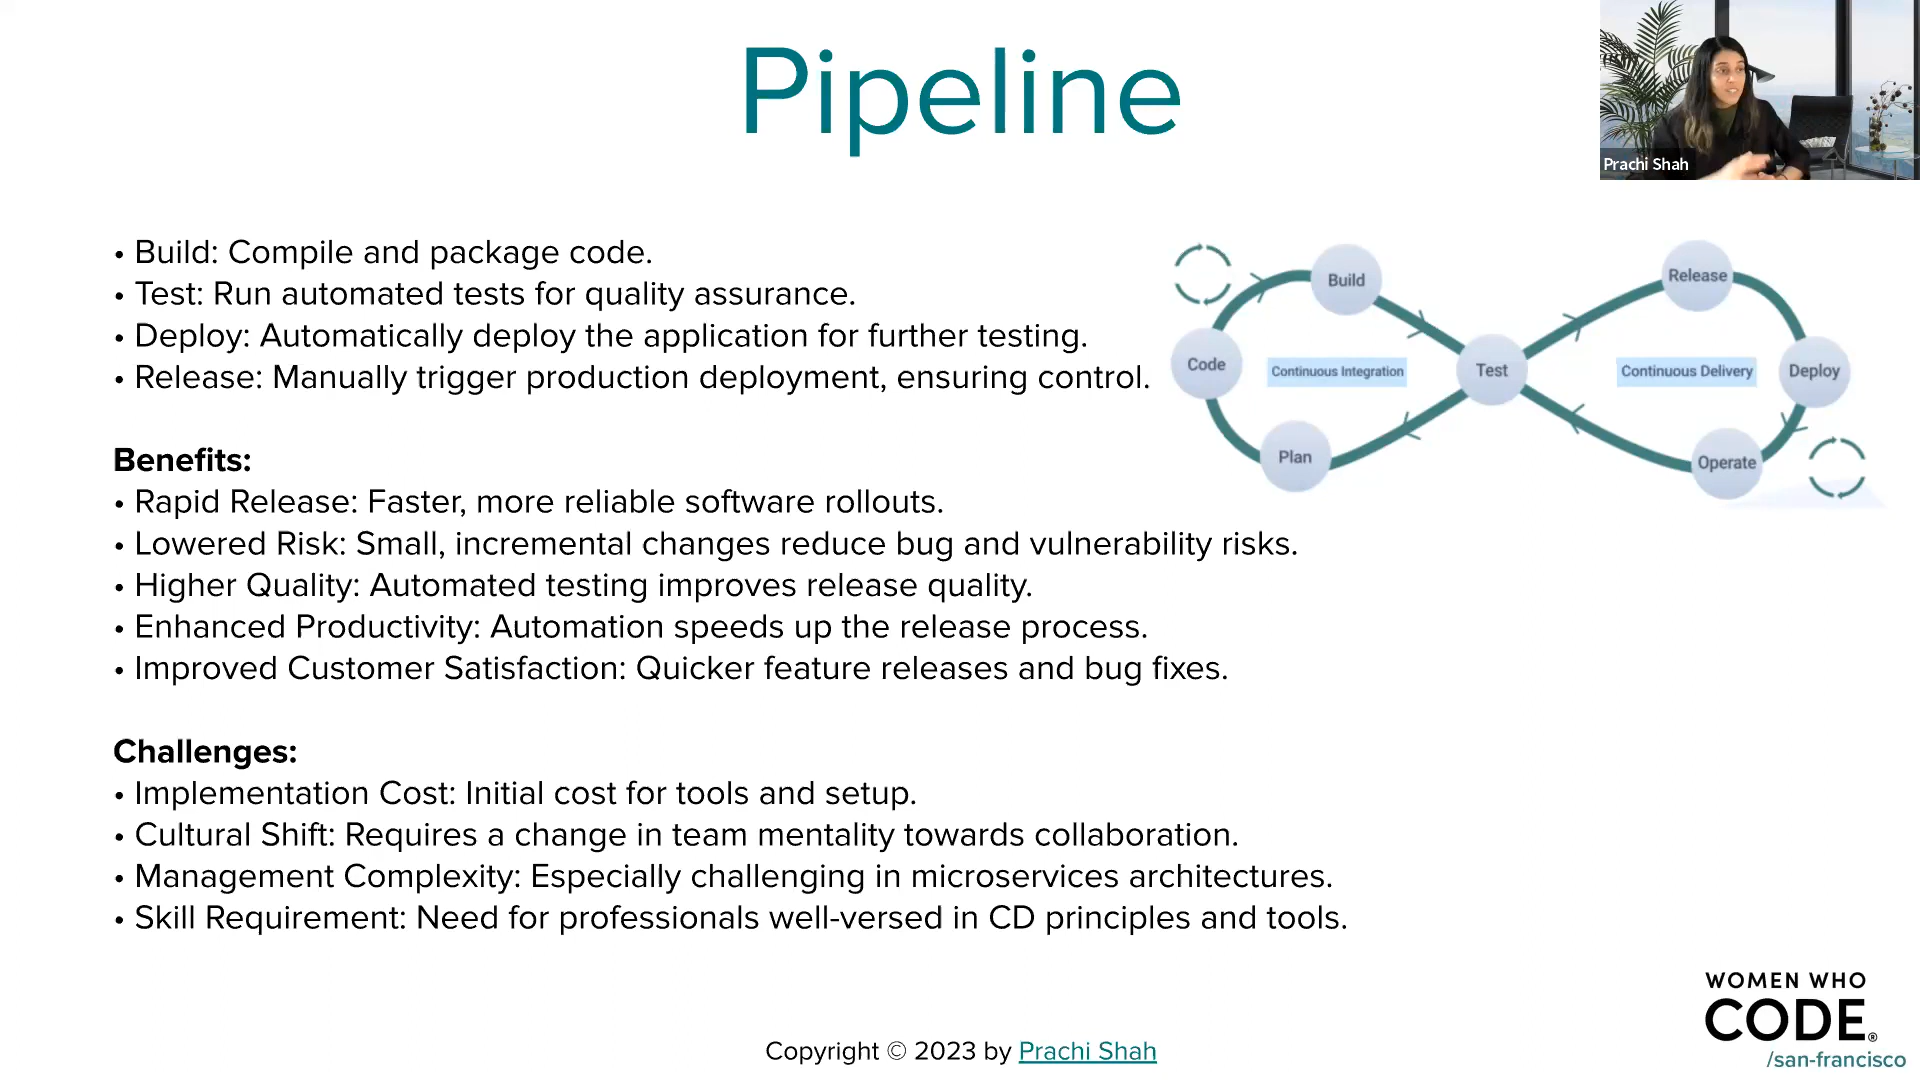 Pipeline
Prachi Shah
• Build: Compile and package code.
• Test: Run automated tests for quality assurance.
• Deploy: Automatically deploy the application for further testing.
• Release: Manually trigger production deployment, ensuring control.
Build
Release
Code
Continuous Integration
Test
Continuous Delivery
Deploy
Plan
Operate
Benefits:
• Rapid Release: Faster, more reliable software rollouts.
• Lowered Risk: Small, incremental changes reduce bug and vulnerability risks.
• Higher Quality: Automated testing improves release quality.
• Enhanced Productivity: Automation speeds up the release process.
• Improved Customer Satisfaction: Quicker feature releases and bug fixes.
Challenges:
• Implementation Cost: Initial cost for tools and setup.
• Cultural Shift: Requires a change in team mentality towards collaboration.
• Management Complexity: Especially challenging in microservices architectures.
• Skill Requirement: Need for professionals well-versed in CD principles and tools.
WOMEN WHO
CODE®
/san-francisco
Copyright © 2023 by Prachi Shah